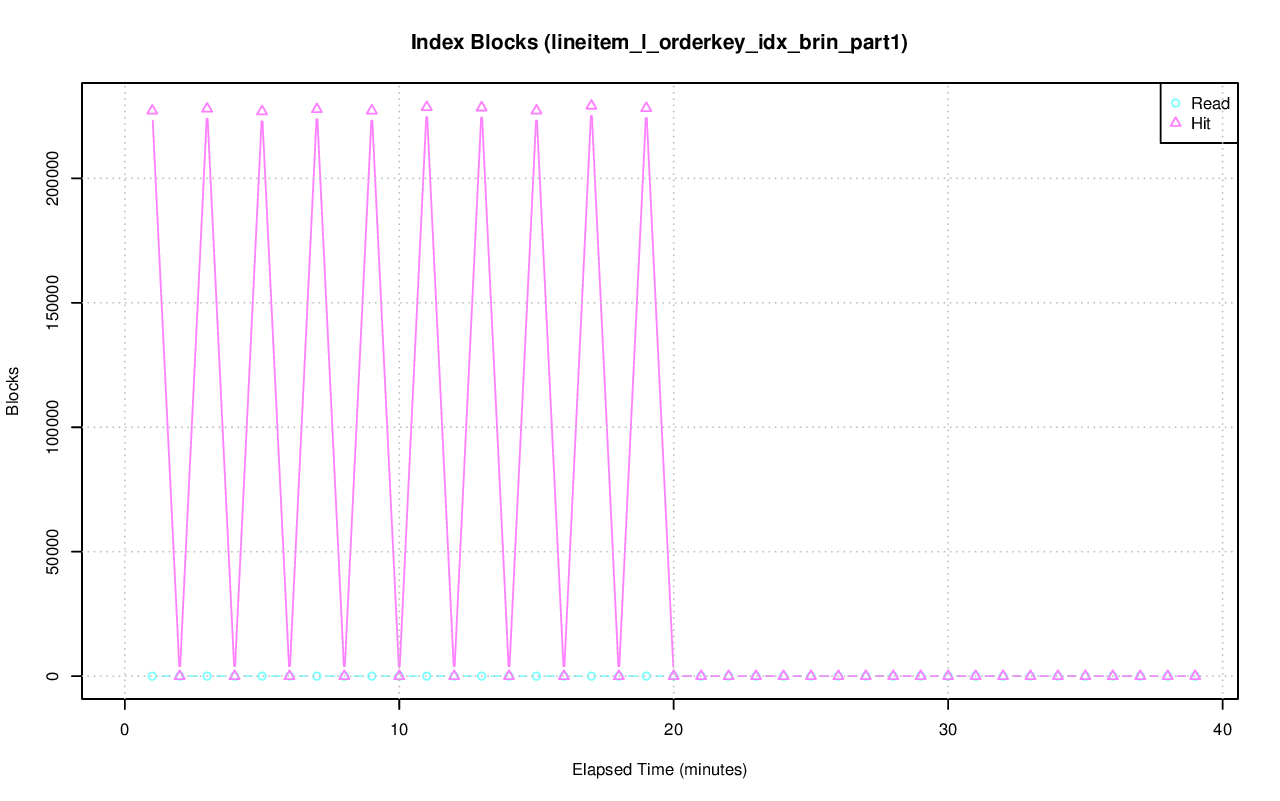 Index Blocks (lineitem_l_orderkey_idx_brin_part1)
Read
Hit
200000
150000
100000
50000
0
Blocks
0 10 20 30 40
Elapsed Time (minutes)